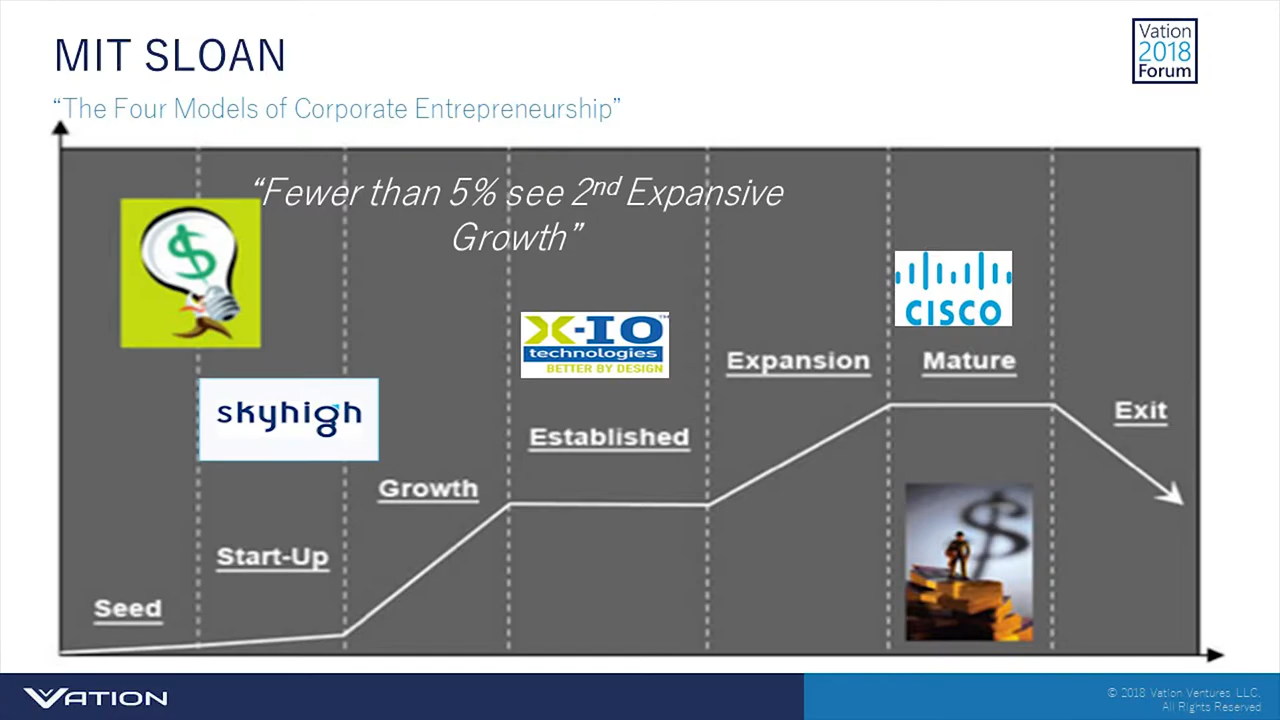 MIT SLOAN
Vation
2018
Forum
“The Four Models of Corporate Entrepreneurship”
“Fewer than 5% see 2nd Expansive
Growth”
CISCO
X-IO™
technologies
BETTER BY DESIGN
Expansion
Mature
skyhigh
Exit
Established
Growth
Start-Up
Seed
VATION
© 2018 Vation Ventures LLC.
All Rights Reserved